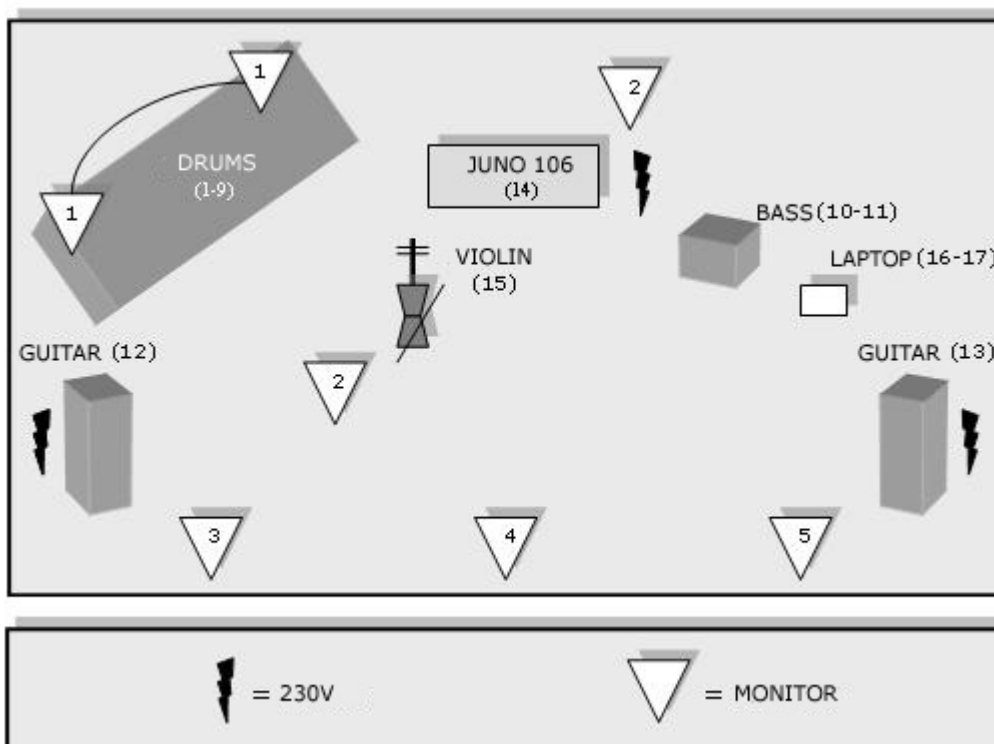 1
2
DRUMS
(1-9)
JUNO 106
(14)
1
BASS (10-11)
VIOLIN
(15)
LAPTOP (16-17)
GUITAR (12)
GUITAR (13)
2
3
4
5
= 230V
= MONITOR